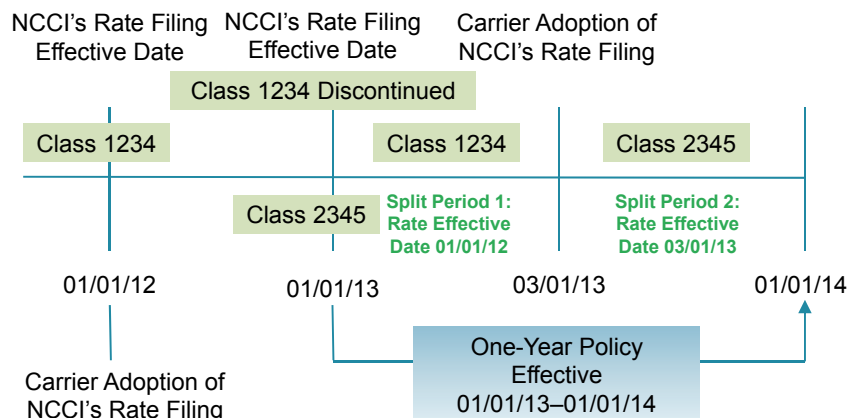 NCCI's Rate Filing
Effective Date
NCCI's Rate Filing
Effective Date
Carrier Adoption of
NCCI's Rate Filing
Class 1234 Discontinued
Class 1234
Class 1234
Class 2345
Class 2345
Split Period 1:
Rate Effective
Date 01/01/12
Split Period 2:
Rate Effective
Date 03/01/13
01/01/12
01/01/13
03/01/13
01/01/14
One-Year Policy
Effective
01/01/13–01/01/14
Carrier Adoption of
NCCI's Rate Filing